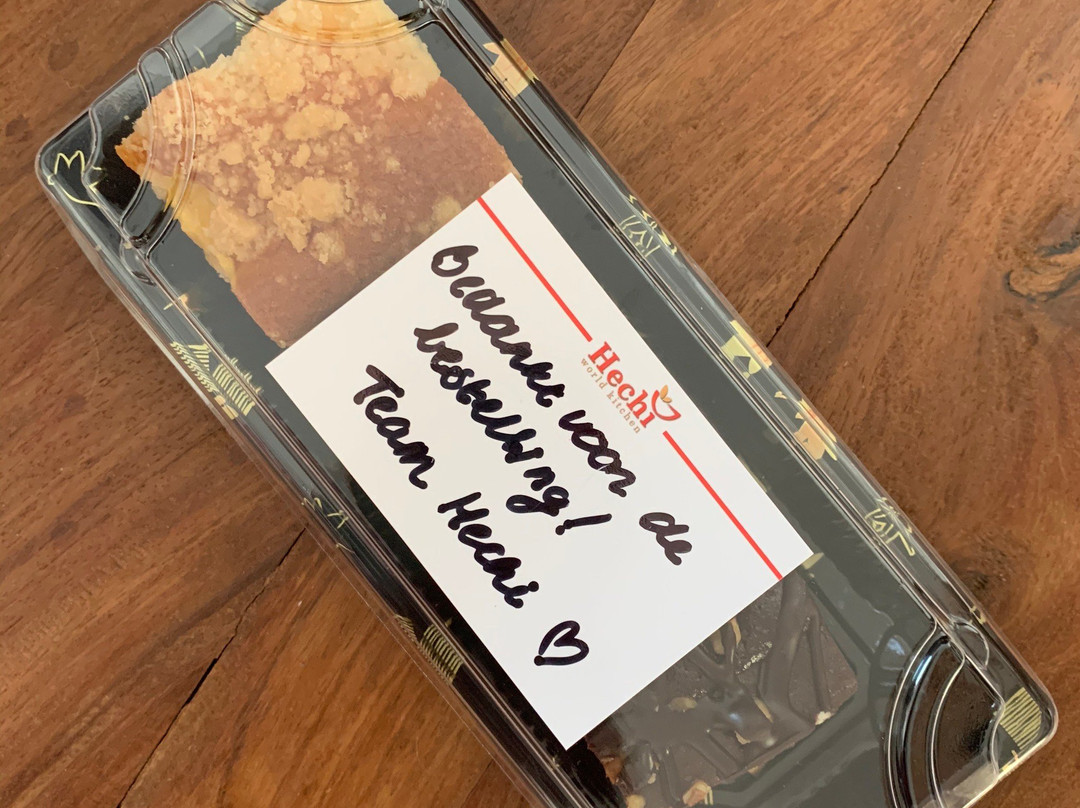 Hechi
world kitchen
Bedankt voor de
bestelling!
Team Hechi ♡